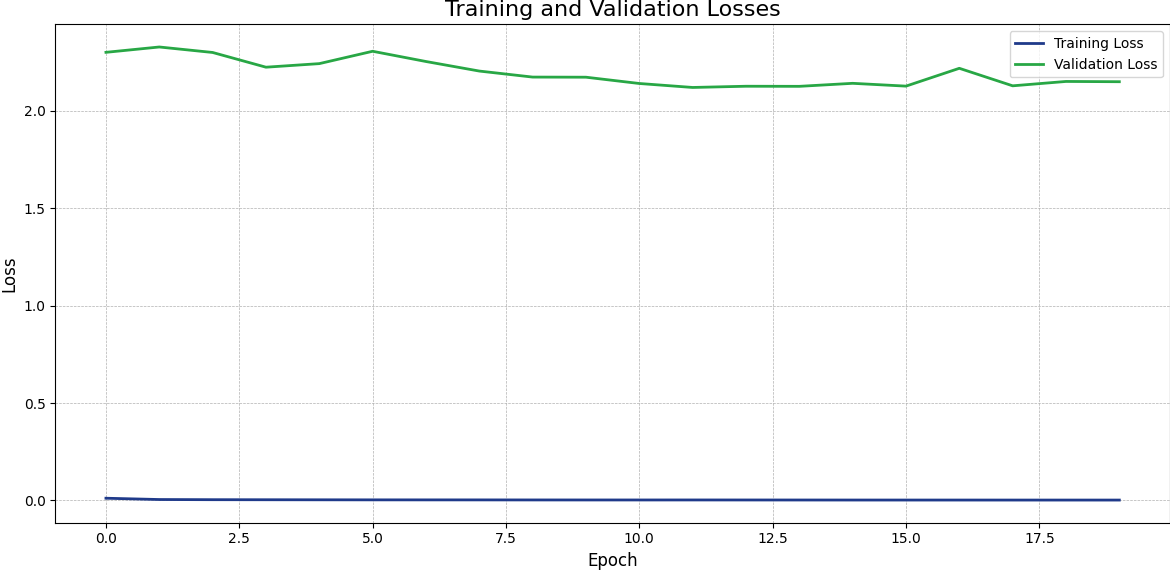 Training and Validation Losses
Training Loss
Validation Loss
2.0
1.5
1.0
0.5
0.0
Loss
0.0 2.5 5.0 7.5 10.0 12.5 15.0 17.5
Epoch